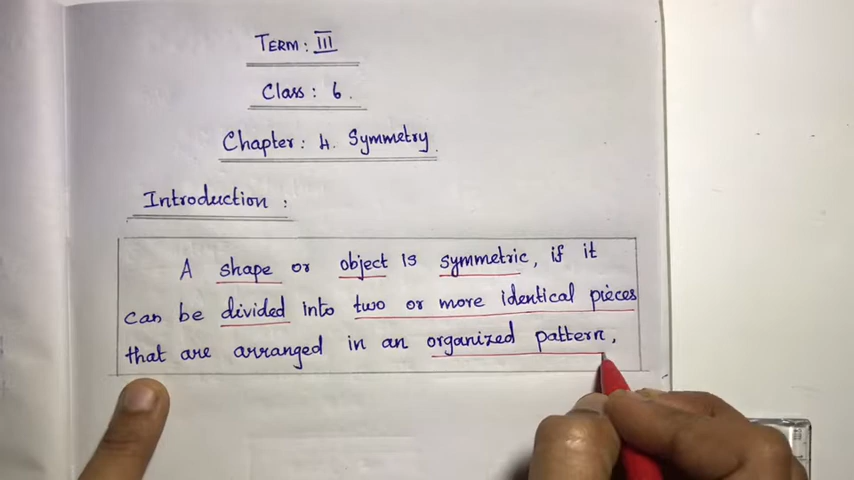 Term: III
Class: 6.
Chapter: 4. Symmetry.
Introduction:
A shape or object is symmetric, if it
can be divided into two or more identical pieces
that are arranged in an organized pattern.